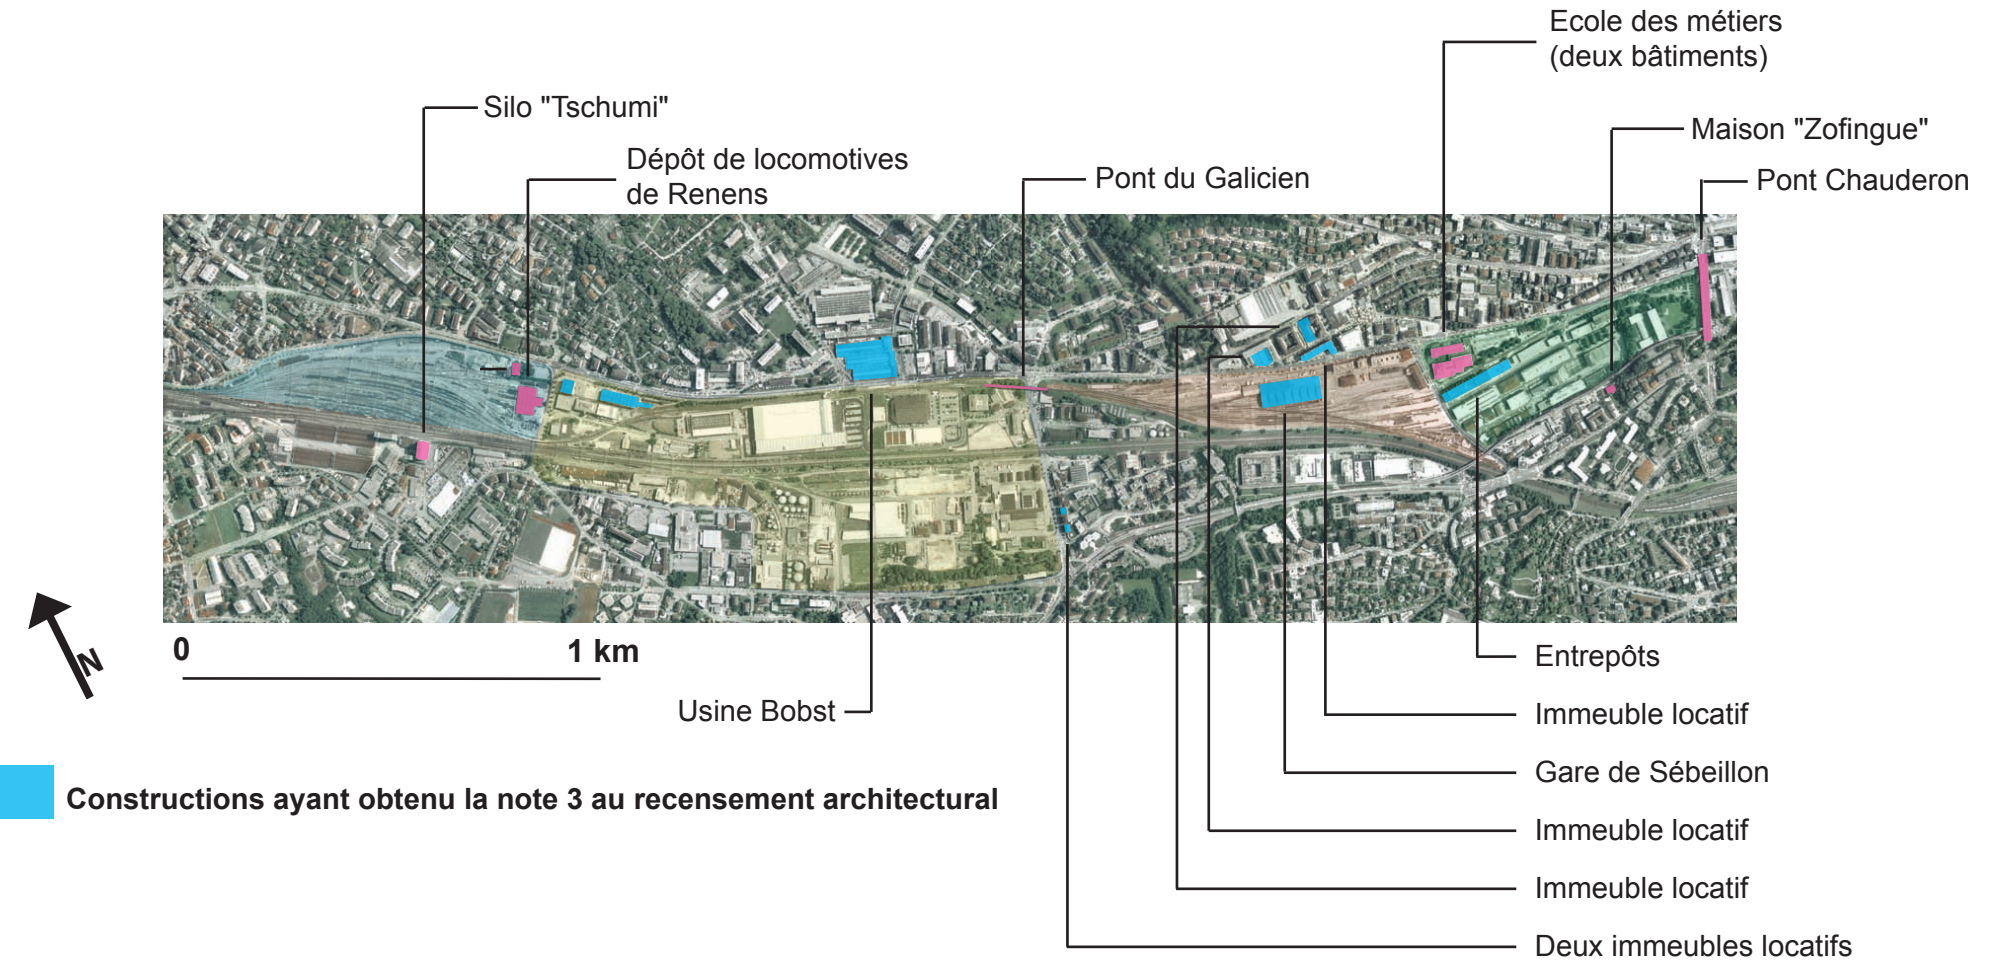 Ecole des métiers
(deux bâtiments)
Silo "Tschumi"
Maison "Zofingue"
Dépôt de locomotives
de Renens
Pont du Galicien
Pont Chauderon
N
0
1 km
Entrepôts
Usine Bobst
Immeuble locatif
Gare de Sébeillon
Constructions ayant obtenu la note 3 au recensement architectural
Immeuble locatif
Immeuble locatif
Deux immeubles locatifs